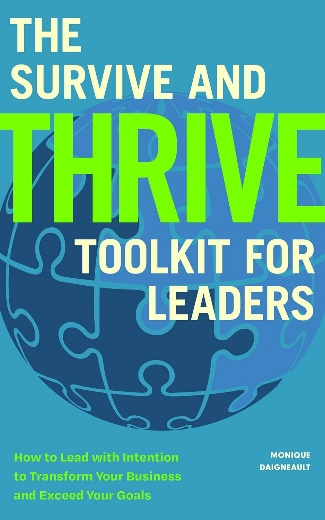 THE
SURVIVE AND
THRIVE
TOOLKIT FOR
LEADERS
How to Lead with Intention
to Transform Your Business
and Exceed Your Goals
MONIQUE
DAIGNEAULT